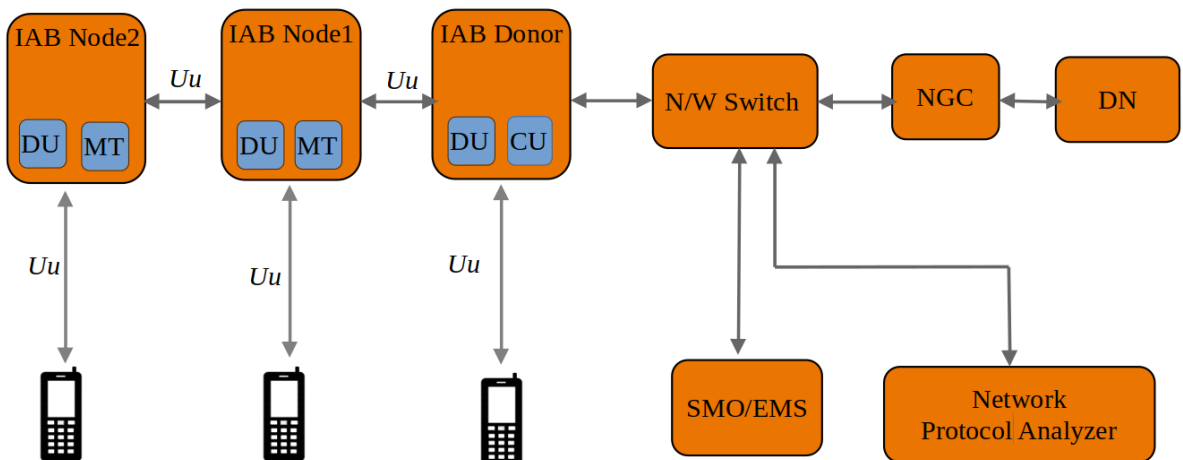 IAB Node2
IAB Node1
IAB Donor
Uu
Uu
N/W Switch
NGC
DN
DU
MT
DU
MT
DU
CU
Uu
Uu
Uu
SMO/EMS
Network
Protocol Analyzer